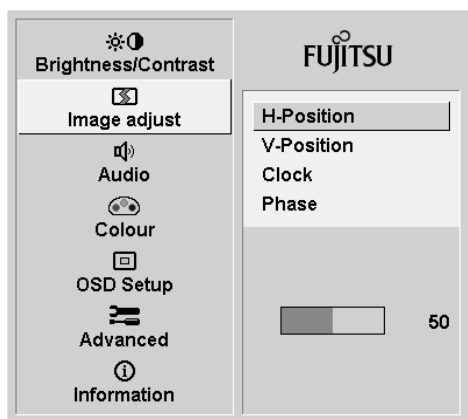 Brightness/Contrast
Image adjust
Audio
Colour
OSD Setup
Advanced
Information
FUJITSU
H-Position
V-Position
Clock
Phase
50